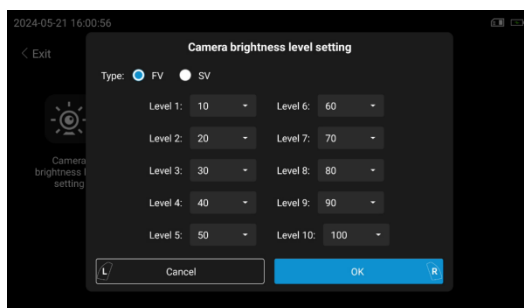 2024-05-21 16:00:56
< Exit
Camera brightness level setting
Type: FV SV
Level 1: 10 Level 6: 60
Level 2: 20 Level 7: 70
Level 3: 30 Level 8: 80
Level 4: 40 Level 9: 90
Level 5: 50 Level 10: 100
Camera
brightness l
setting
L Cancel OK R